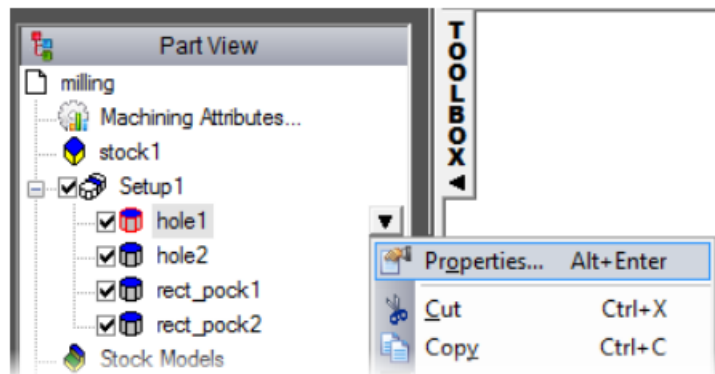 Part View
milling
Machining Attributes...
stock1
Setup1
hole1
hole2
rect_pock1
rect_pock2
Stock Models
TOOLBOX
Properties... Alt+Enter
Cut Ctrl+X
Copy Ctrl+C